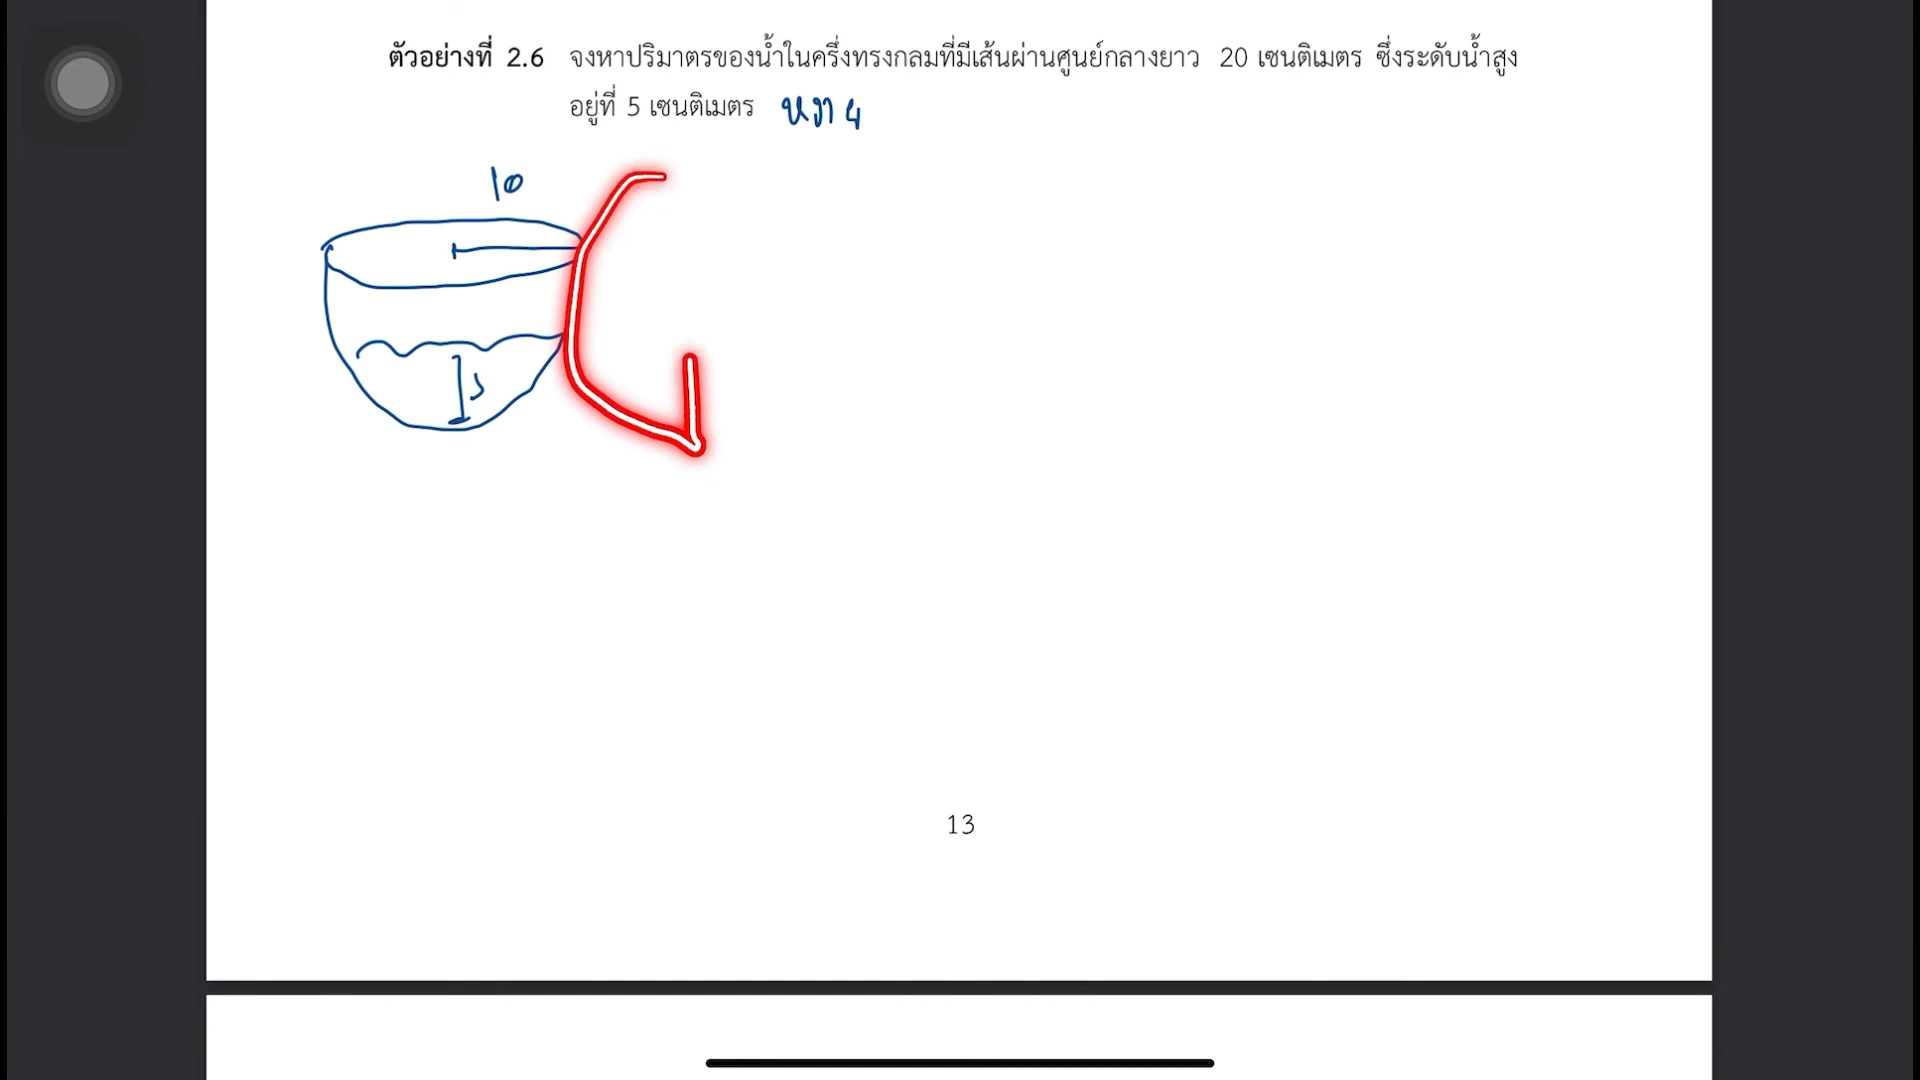 ตัวอย่างที่ 2.6 จงหาปริมาตรของน้ำในครึ่งทรงกลมที่มีเส้นผ่านศูนย์กลางยาว 20 เซนติเมตร ซึ่งระดับน้ำสูง
อยู่ที่ 5 เซนติเมตร
10
5
13